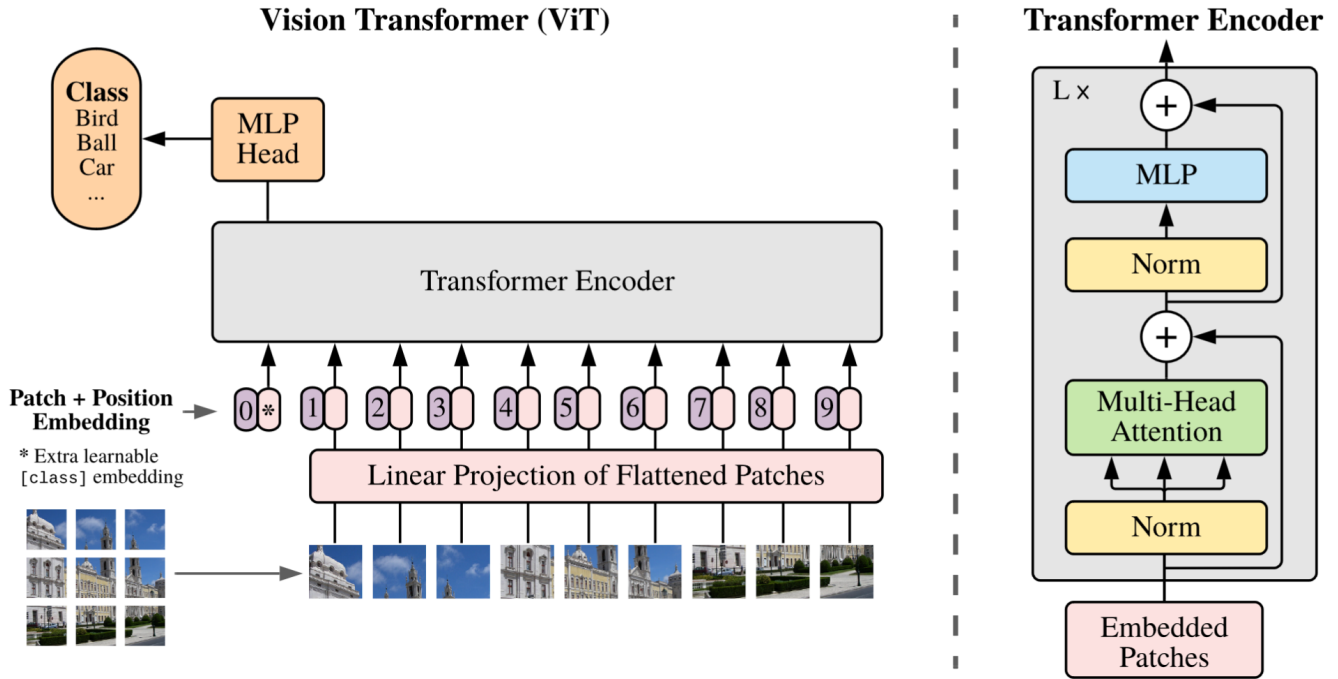 Vision Transformer (ViT)
Class
Bird
Ball
Car
...
MLP
Head
Transformer Encoder
Patch + Position
Embedding
0 * 1 2 3 4 5 6 7 8 9
* Extra learnable
[class] embedding
Linear Projection of Flattened Patches
Transformer Encoder
L ×
+
MLP
Norm
+
Multi-Head
Attention
Norm
Embedded
Patches